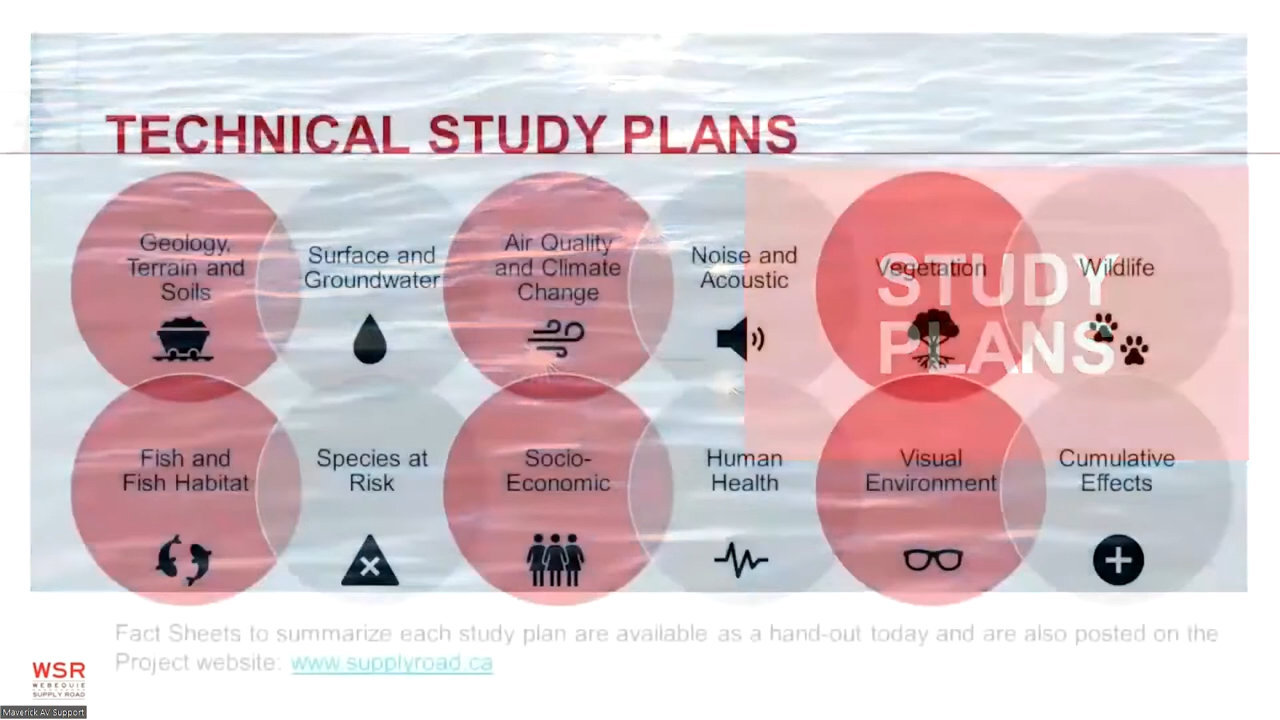 TECHNICAL STUDY PLANS
Geology,
Terrain and
Soils
Surface and
Groundwater
Air Quality
and Climate
Change
Noise and
Acoustic
Vegetation
Wildlife
STUDY
PLANS
Fish and
Fish Habitat
Species at
Risk
Socio-
Economic
Human
Health
Visual
Environment
Cumulative
Effects
Fact Sheets to summarize each study plan are available as a hand-out today and are also posted on the
Project website: www.supplyroad.ca
WSR
WEBEQUIE
SUPPLY ROAD
Maverick AV Support